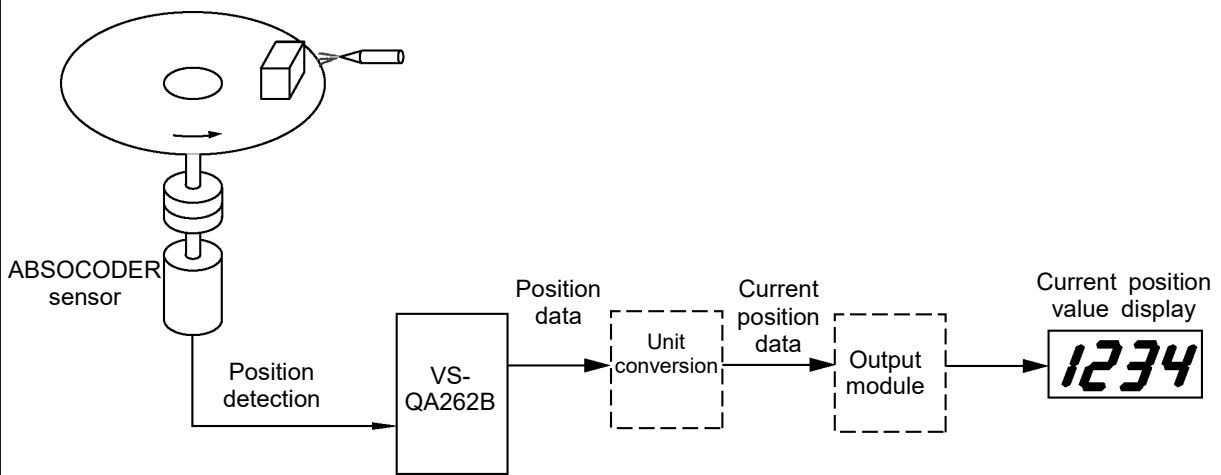 ABSOCODER
sensor
Position
detection
VS-
QA262B
Position
data
Unit
conversion
Current
position
data
Output
module
Current position
value display
1234